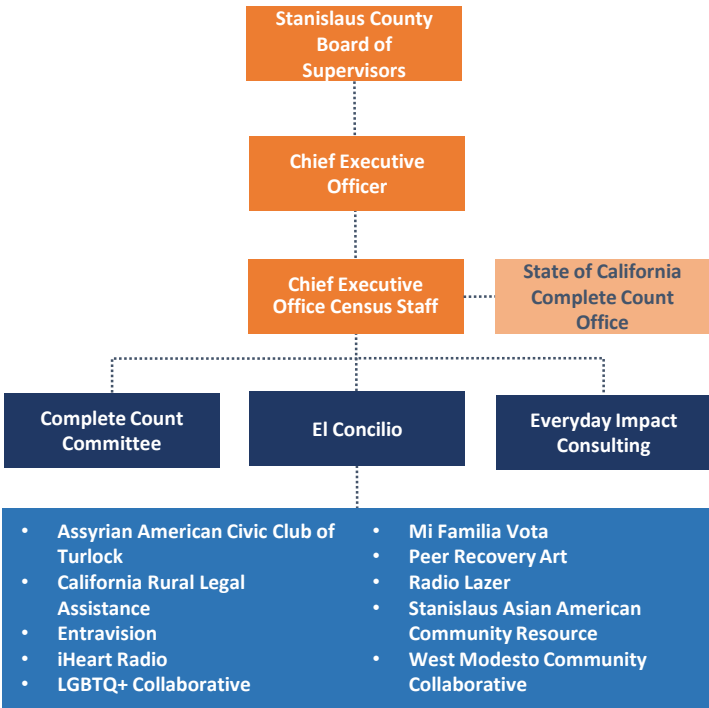 Stanislaus County
Board of
Supervisors
Chief Executive
Officer
Chief Executive
Office Census Staff
State of California
Complete Count
Office
Complete Count
Committee
El Concilio
Everyday Impact
Consulting
• Assyrian American Civic Club of
Turlock
• California Rural Legal
Assistance
• Entravision
• iHeart Radio
• LGBTQ+ Collaborative
• Mi Familia Vota
• Peer Recovery Art
• Radio Lazer
• Stanislaus Asian American
Community Resource
• West Modesto Community
Collaborative